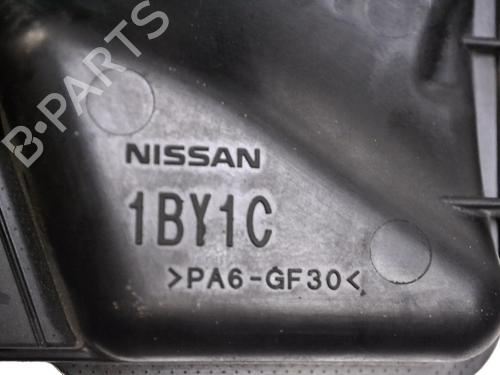 B-PARTS
NISSAN
1BY1C
>PA6-GF30<